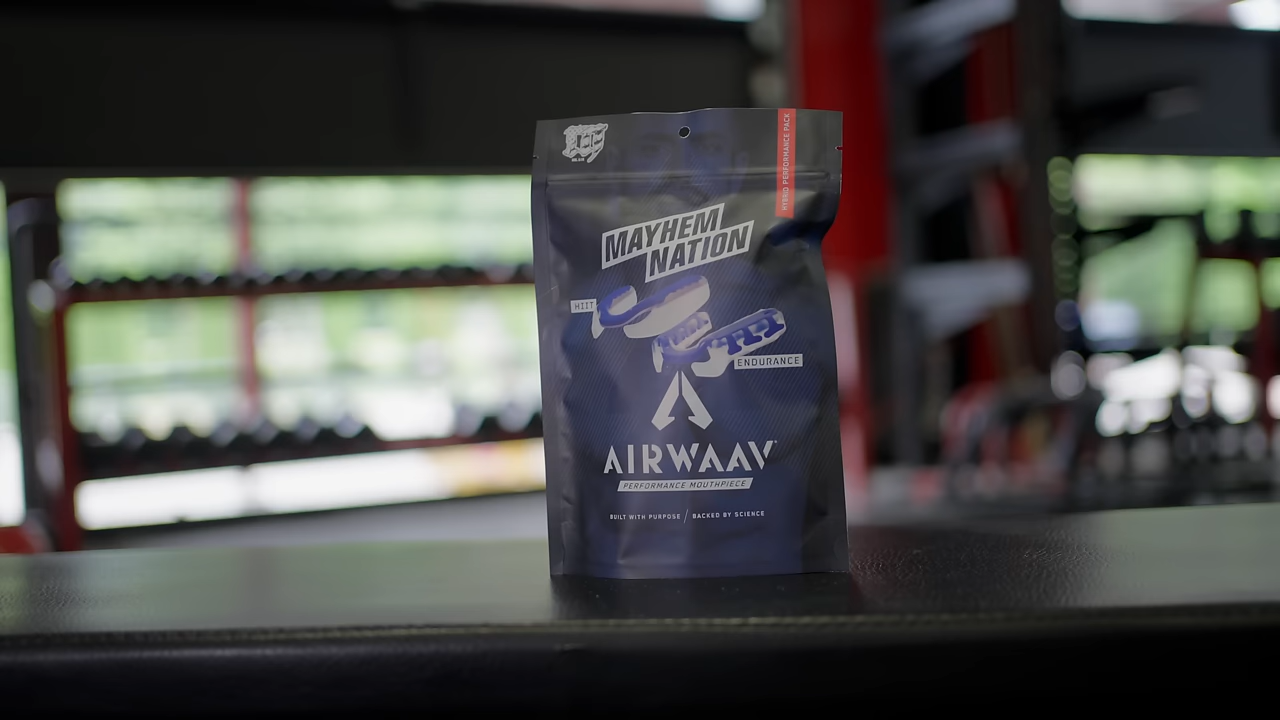 HYBRID PERFORMANCE PACK
MAYHEM
NATION
HIIT
ENDURANCE
AIRWAAV
PERFORMANCE MOUTHPIECE
BUILT WITH PURPOSE / BACKED BY SCIENCE